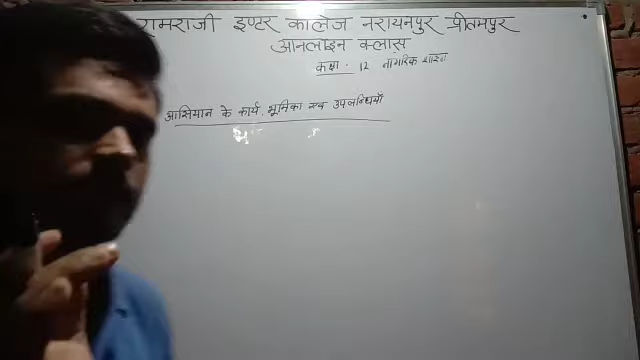 रामराजी इण्टर कालेज नरायनपुर प्रीतमपुर
आनलाइन क्लास
कक्षा - 12 नागरिक शास्त्र
आसियान के कार्य, भूमिका एवं उपलब्धियाँ